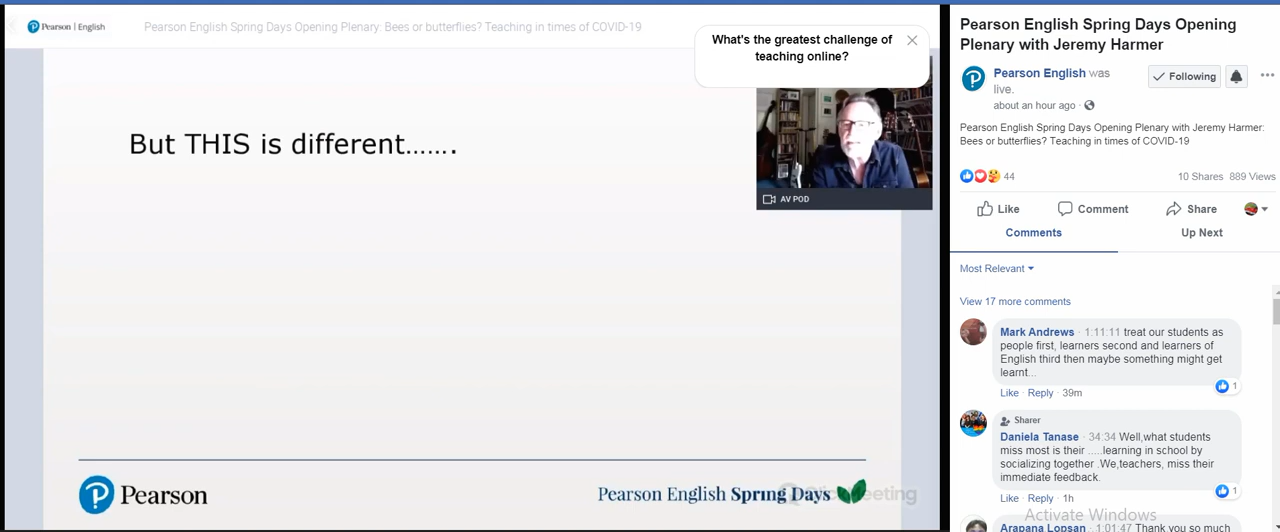 Pearson | English
Pearson English Spring Days Opening Plenary: Bees or butterflies? Teaching in times of COVID-19
What's the greatest challenge of
teaching online?
But THIS is different.......
AV POD
Pearson
Pearson English Spring Days
ClickMeeting
Pearson English Spring Days Opening
Plenary with Jeremy Harmer
Pearson English was
live.
about an hour ago ·
Following
Pearson English Spring Days Opening Plenary with Jeremy Harmer:
Bees or butterflies? Teaching in times of COVID-19
44
10 Shares 889 Views
Like Comment Share
Comments Up Next
Most Relevant
View 17 more comments
Mark Andrews · 1:11:11 treat our students as
people first, learners second and learners of
English third then maybe something might get
learnt...
1
Like · Reply · 39m
Sharer
Daniela Tanase · 34:34 Well,what students
miss most is their .....learning in school by
socializing together .We,teachers, miss their
immediate feedback.
1
Like · Reply · 1h
Activate Windows
Arapana Lopsan · 1:01:47 Thank you so much